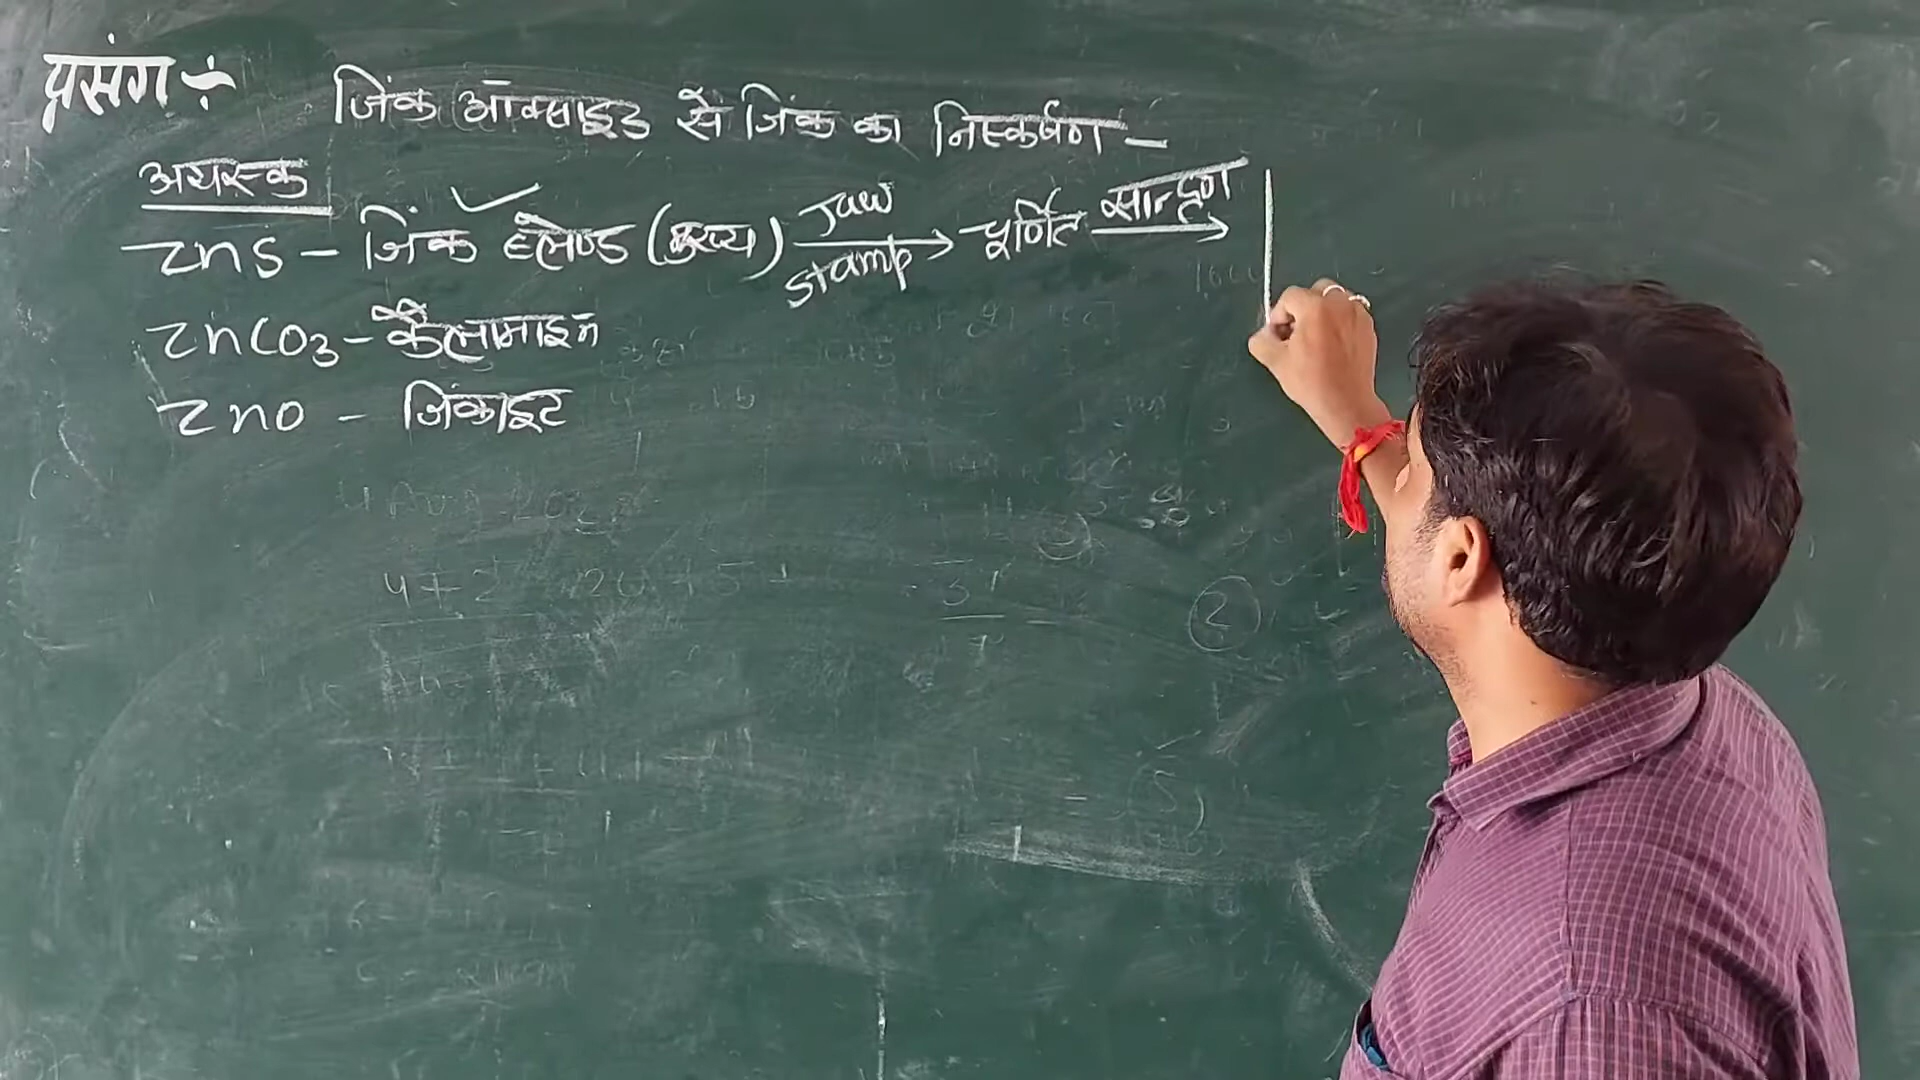 प्रसंग ÷
जिंक ऑक्साइड से जिंक का निष्कर्षण –
अयस्क
ZnS – जिंक ब्लेण्ड (मुख्य) Jaw stamp → चूर्णित सान्द्रण →
ZnCO3 – कैलामाइन
ZnO – जिंकाइट